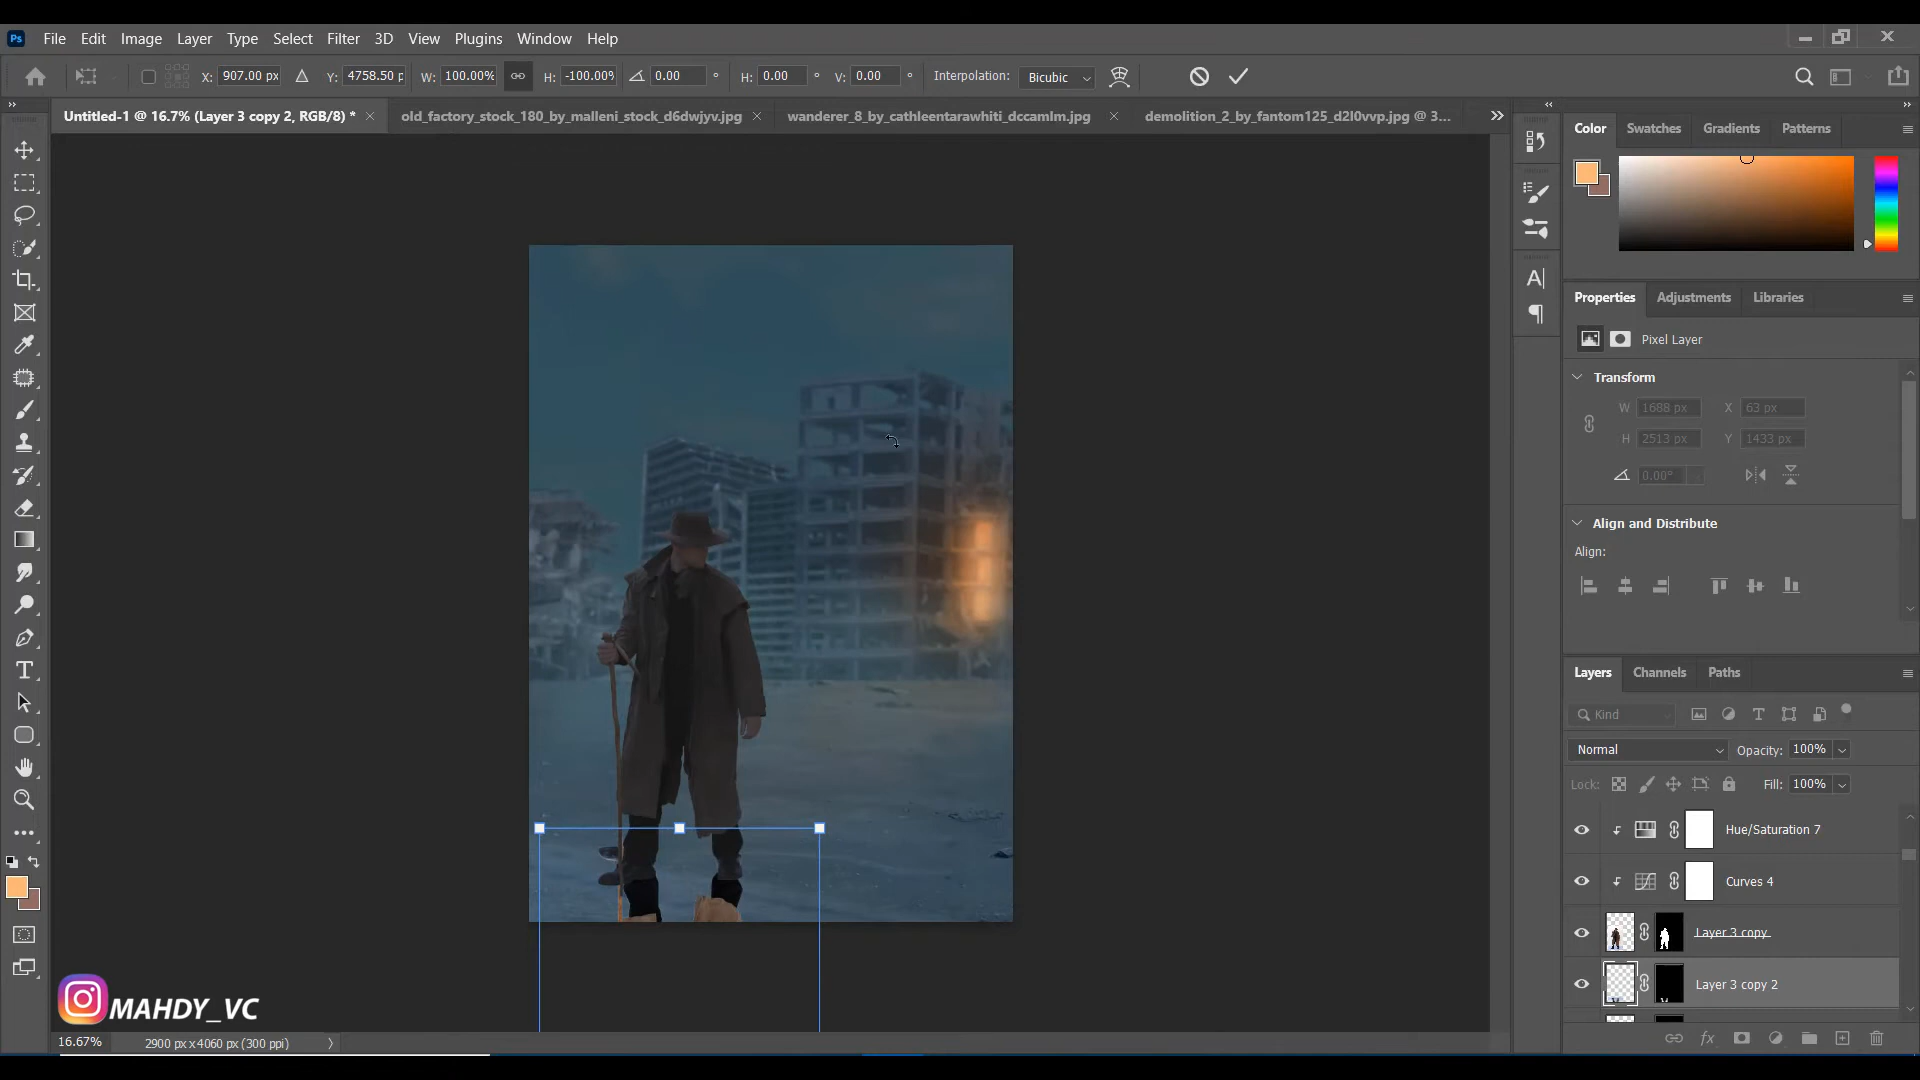 Ps File Edit Image Layer Type Select Filter 3D View Plugins Window Help
X: 907.00 px Y: 4758.50 p W: 100.00% H: -100.00% 0.00 ° H: 0.00 ° V: 0.00 ° Interpolation: Bicubic
Untitled-1 @ 16.7% (Layer 3 copy 2, RGB/8) * × old_factory_stock_180_by_malleni_stock_d6dwjyv.jpg × wanderer_8_by_cathleentarawhiti_dccamlm.jpg × demolition_2_by_fantom125_d2l0vvp.jpg @ 3...
Color Swatches Gradients Patterns
Properties Adjustments Libraries
Pixel Layer
Transform
W 1688 px X 63 px
H 2513 px Y 1433 px
0.00°
Align and Distribute
Align:
Layers Channels Paths
Kind
Normal Opacity: 100%
Lock: Fill: 100%
Hue/Saturation 7
Curves 4
Layer 3 copy
Layer 3 copy 2
MAHDY_VC
16.67% 2900 px x 4060 px (300 ppi)